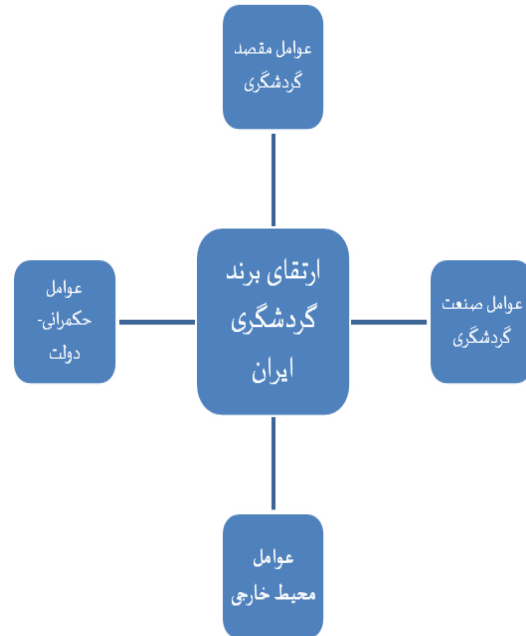 عوامل مقصد
گردشگری
ارتقای برند
گردشگری
ایران
عوامل صنعت
گردشگری
عوامل
حکمرانی-
دولت
عوامل
محیط خارجی